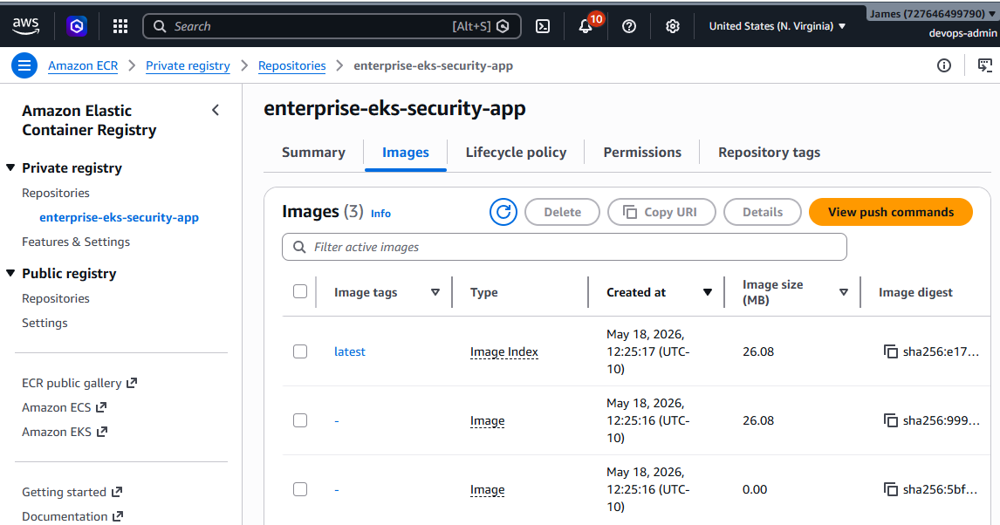 aws
Search
[Alt+S]
10
United States (N. Virginia)
James (727646499790)
devops-admin
Amazon ECR
Private registry
Repositories
enterprise-eks-security-app
Amazon Elastic
Container Registry
Private registry
Repositories
enterprise-eks-security-app
Features & Settings
Public registry
Repositories
Settings
ECR public gallery
Amazon ECS
Amazon EKS
Getting started
Documentation
enterprise-eks-security-app
Summary
Images
Lifecycle policy
Permissions
Repository tags
Images (3) Info
Delete
Copy URI
Details
View push commands
Filter active images
Image tags
Type
Created at
Image size
(MB)
Image digest
latest
Image Index
May 18, 2026,
12:25:17 (UTC-
10)
26.08
sha256:e17...
-
Image
May 18, 2026,
12:25:16 (UTC-
10)
26.08
sha256:999...
-
Image
May 18, 2026,
12:25:16 (UTC-
10)
0.00
sha256:5bf...